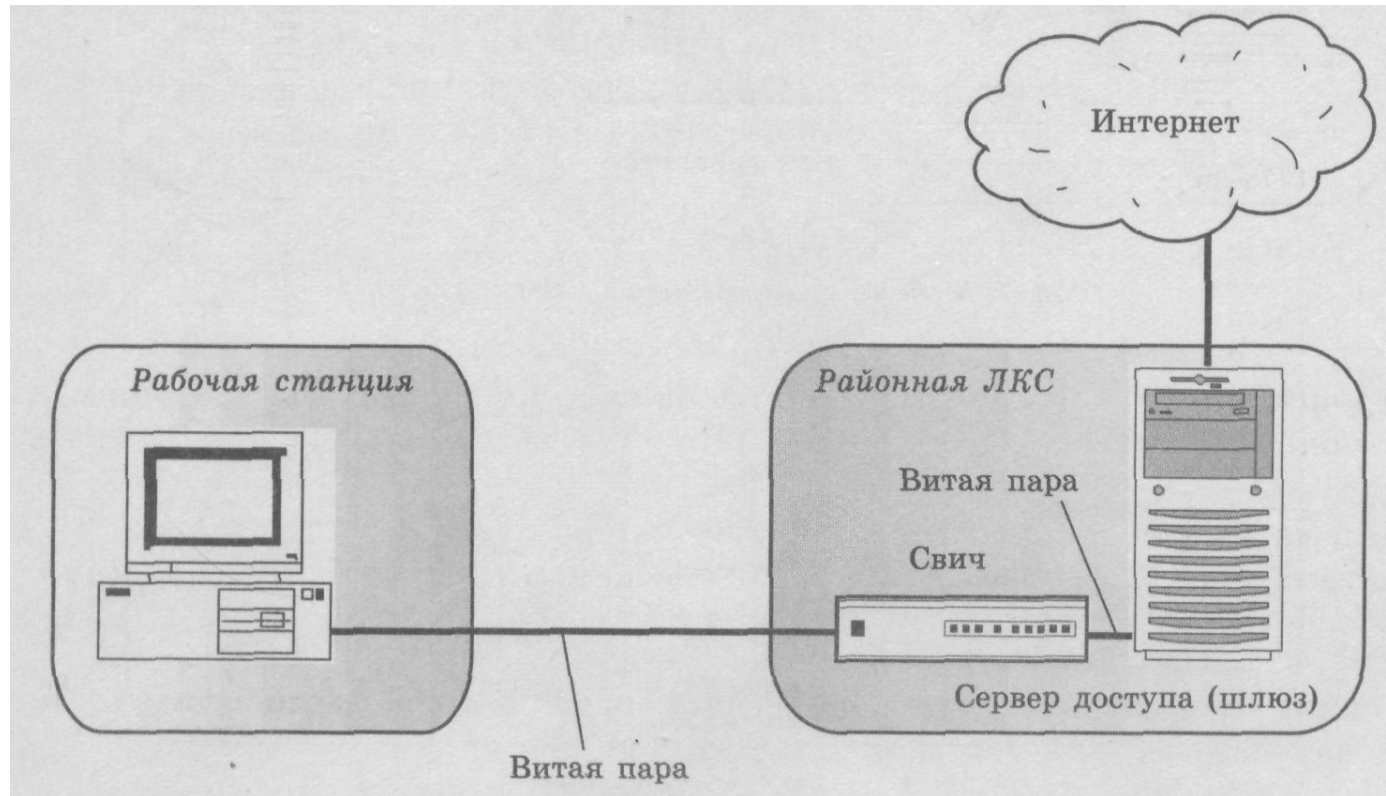 Интернет
Рабочая станция
Районная ЛКС
Витая пара
Свич
Сервер доступа (шлюз)
Витая пара